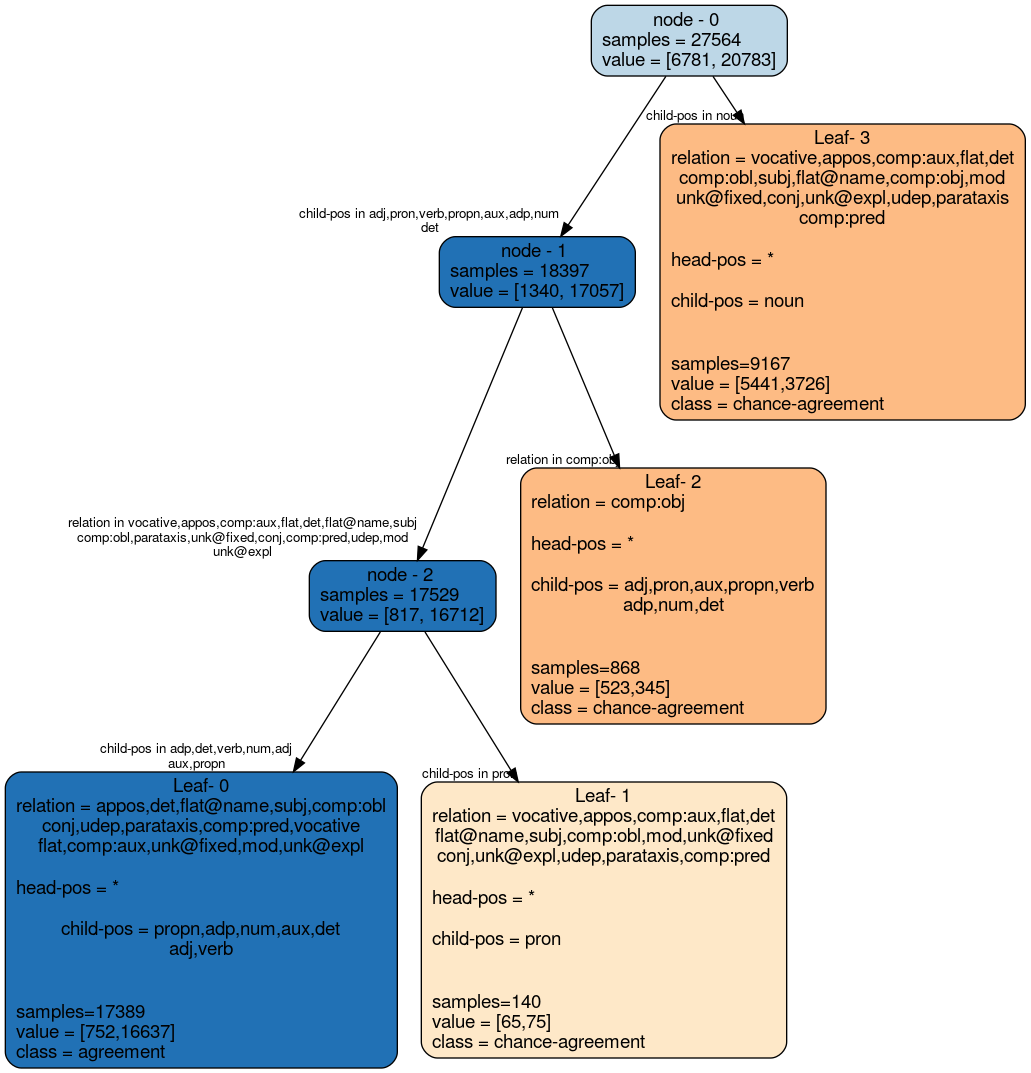 node - 0
samples = 27564
value = [6781, 20783]
child-pos in noun
Leaf- 3
relation = vocative,appos,comp:aux,flat,det
comp:obl,subj,flat@name,comp:obj,mod
unk@fixed,conj,unk@expl,udep,parataxis
comp:pred
head-pos = *
child-pos = noun
samples=9167
value = [5441,3726]
class = chance-agreement
child-pos in adj,pron,verb,propn,aux,adp,num
det
node - 1
samples = 18397
value = [1340, 17057]
relation in comp:obj
Leaf- 2
relation = comp:obj
head-pos = *
child-pos = adj,pron,aux,propn,verb
adp,num,det
samples=868
value = [523,345]
class = chance-agreement
relation in vocative,appos,comp:aux,flat,det,flat@name,subj
comp:obl,parataxis,unk@fixed,conj,comp:pred,udep,mod
unk@expl
node - 2
samples = 17529
value = [817, 16712]
child-pos in adp,det,verb,num,adj
aux,propn
Leaf- 0
relation = appos,det,flat@name,subj,comp:obl
conj,udep,parataxis,comp:pred,vocative
flat,comp:aux,unk@fixed,mod,unk@expl
head-pos = *
child-pos = propn,adp,num,aux,det
adj,verb
samples=17389
value = [752,16637]
class = agreement
child-pos in pron
Leaf- 1
relation = vocative,appos,comp:aux,flat,det
flat@name,subj,comp:obl,mod,unk@fixed
conj,unk@expl,udep,parataxis,comp:pred
head-pos = *
child-pos = pron
samples=140
value = [65,75]
class = chance-agreement